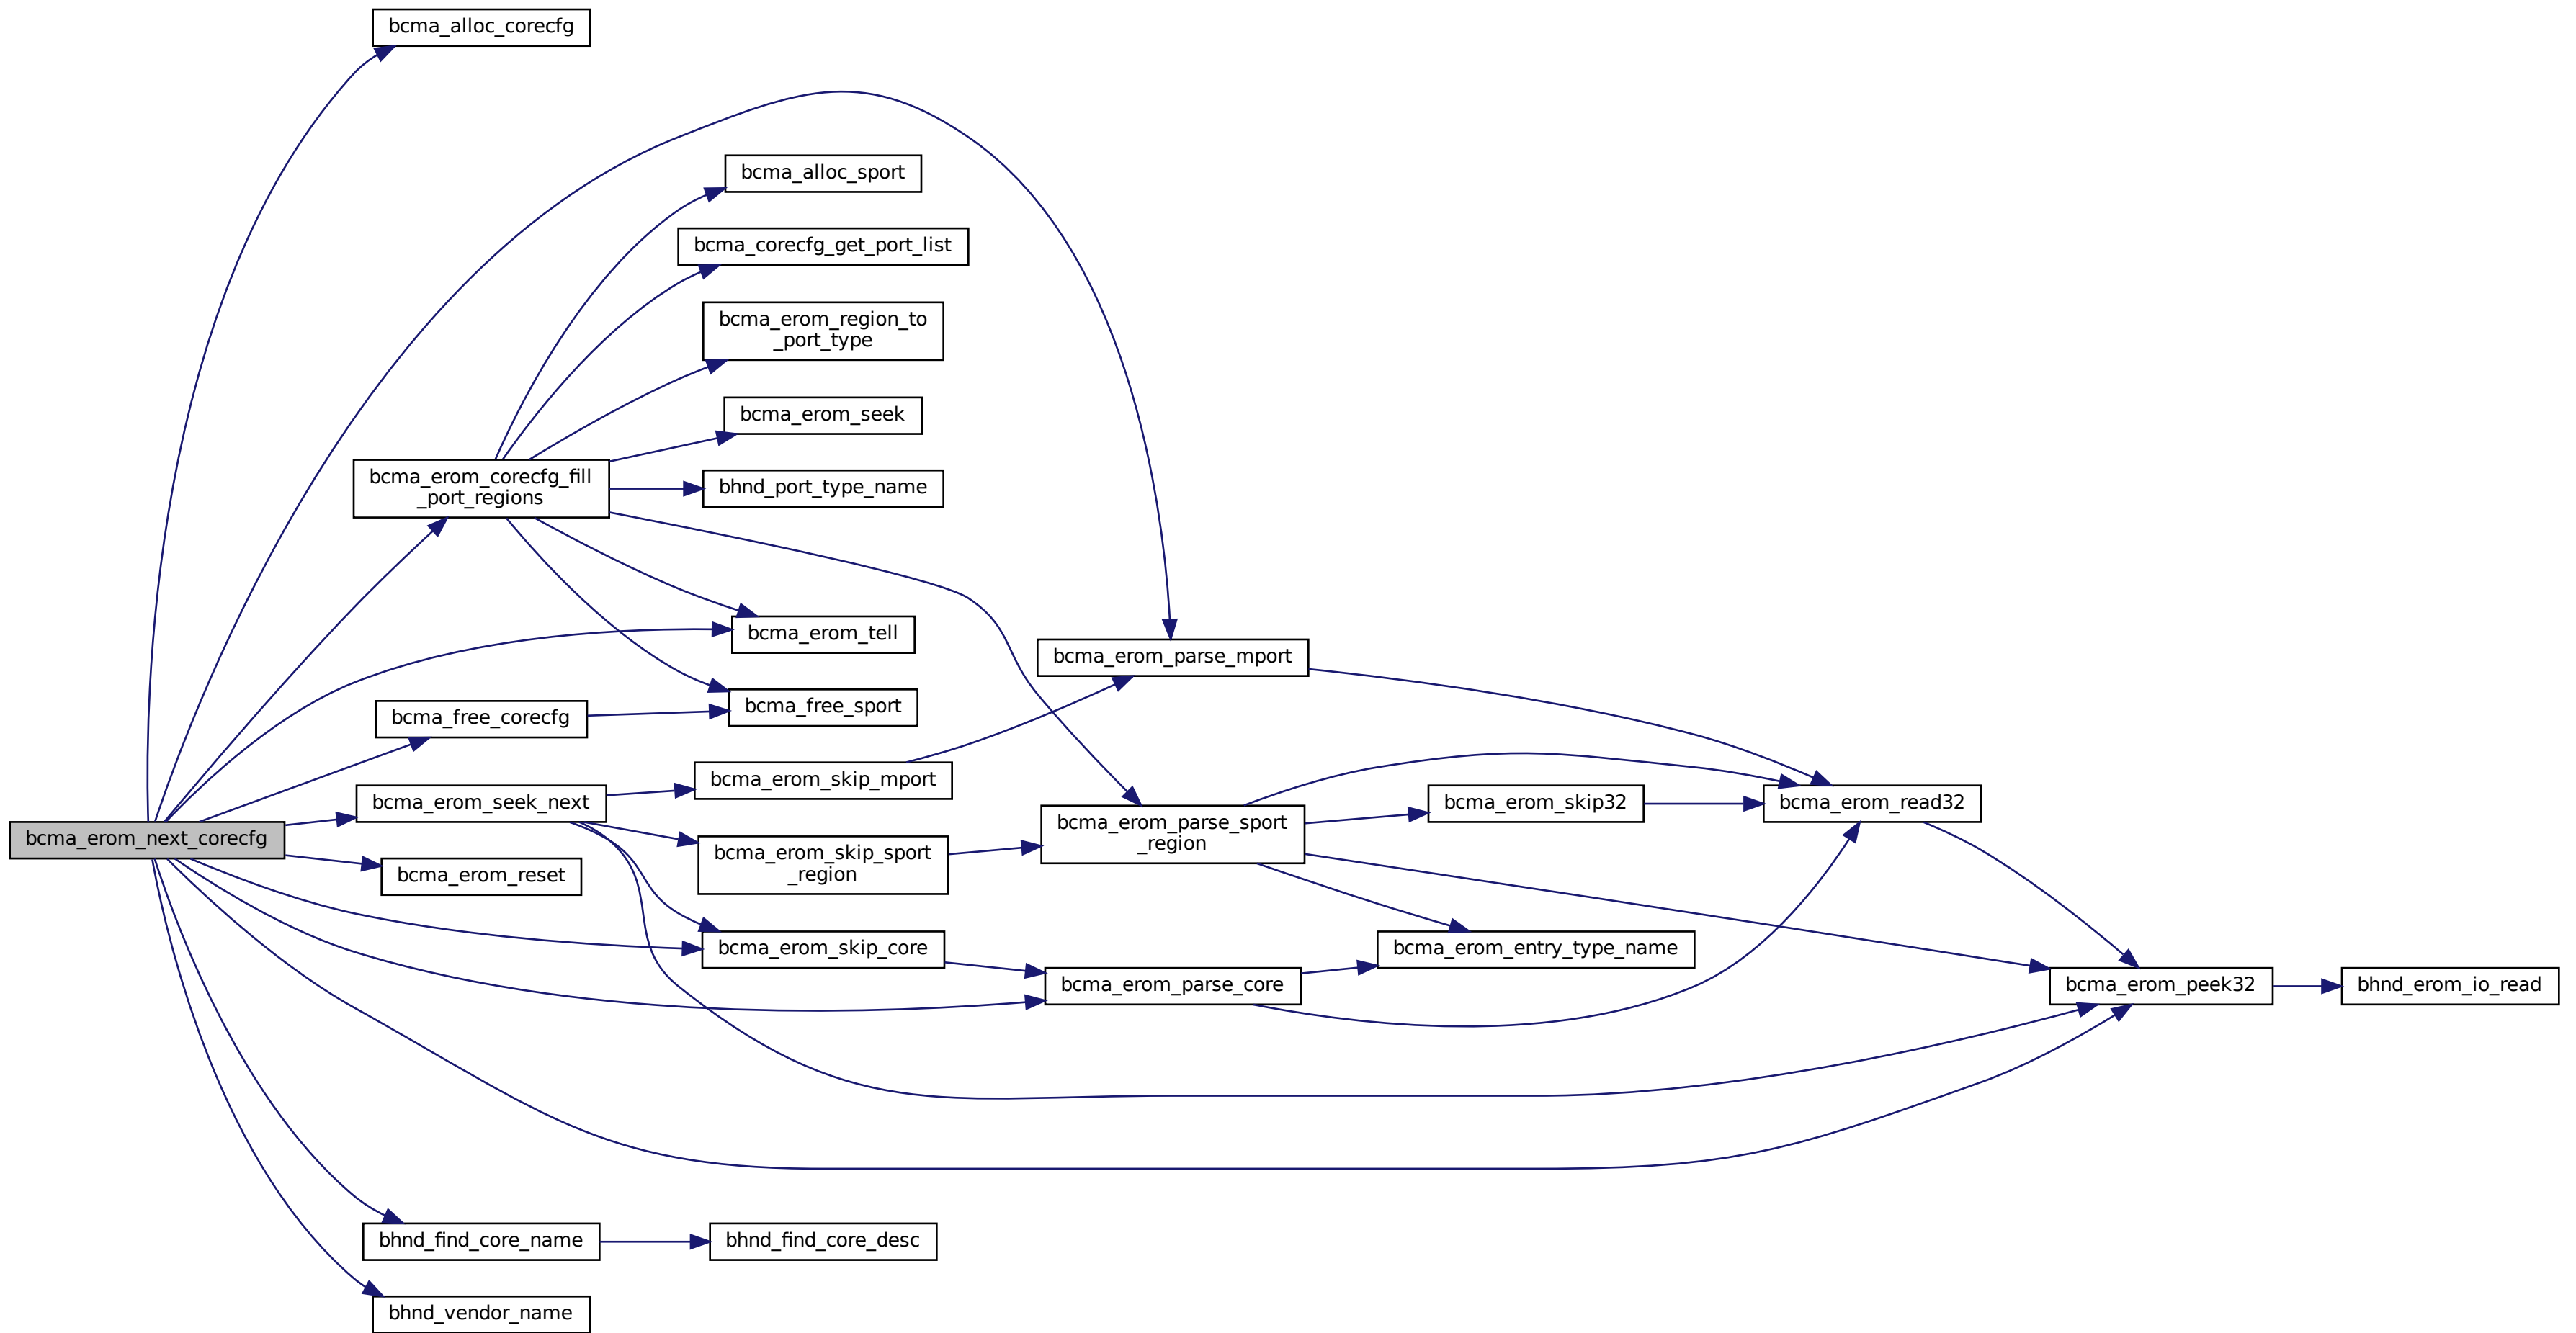 bcma_alloc_corecfg
bcma_alloc_sport
bcma_corecfg_get_port_list
bcma_erom_region_to
_port_type
bcma_erom_seek
bcma_erom_corecfg_fill
_port_regions
bhnd_port_type_name
bcma_erom_tell
bcma_erom_parse_mport
bcma_free_corecfg
bcma_free_sport
bcma_erom_skip_mport
bcma_erom_seek_next
bcma_erom_skip32
bcma_erom_read32
bcma_erom_next_corecfg
bcma_erom_parse_sport
_region
bcma_erom_skip_sport
_region
bcma_erom_reset
bcma_erom_skip_core
bcma_erom_entry_type_name
bcma_erom_parse_core
bcma_erom_peek32
bhnd_erom_io_read
bhnd_find_core_name
bhnd_find_core_desc
bhnd_vendor_name